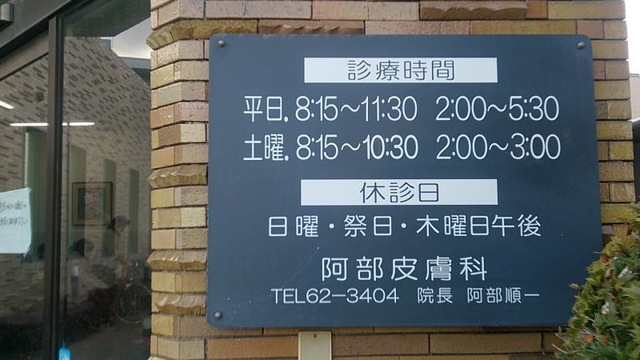 診療時間
平日. 8:15〜11:30 2:00〜5:30
土曜. 8:15〜10:30 2:00〜3:00
休診日
日曜・祭日・木曜日午後
阿部皮膚科
TEL62-3404 院長 阿部順一